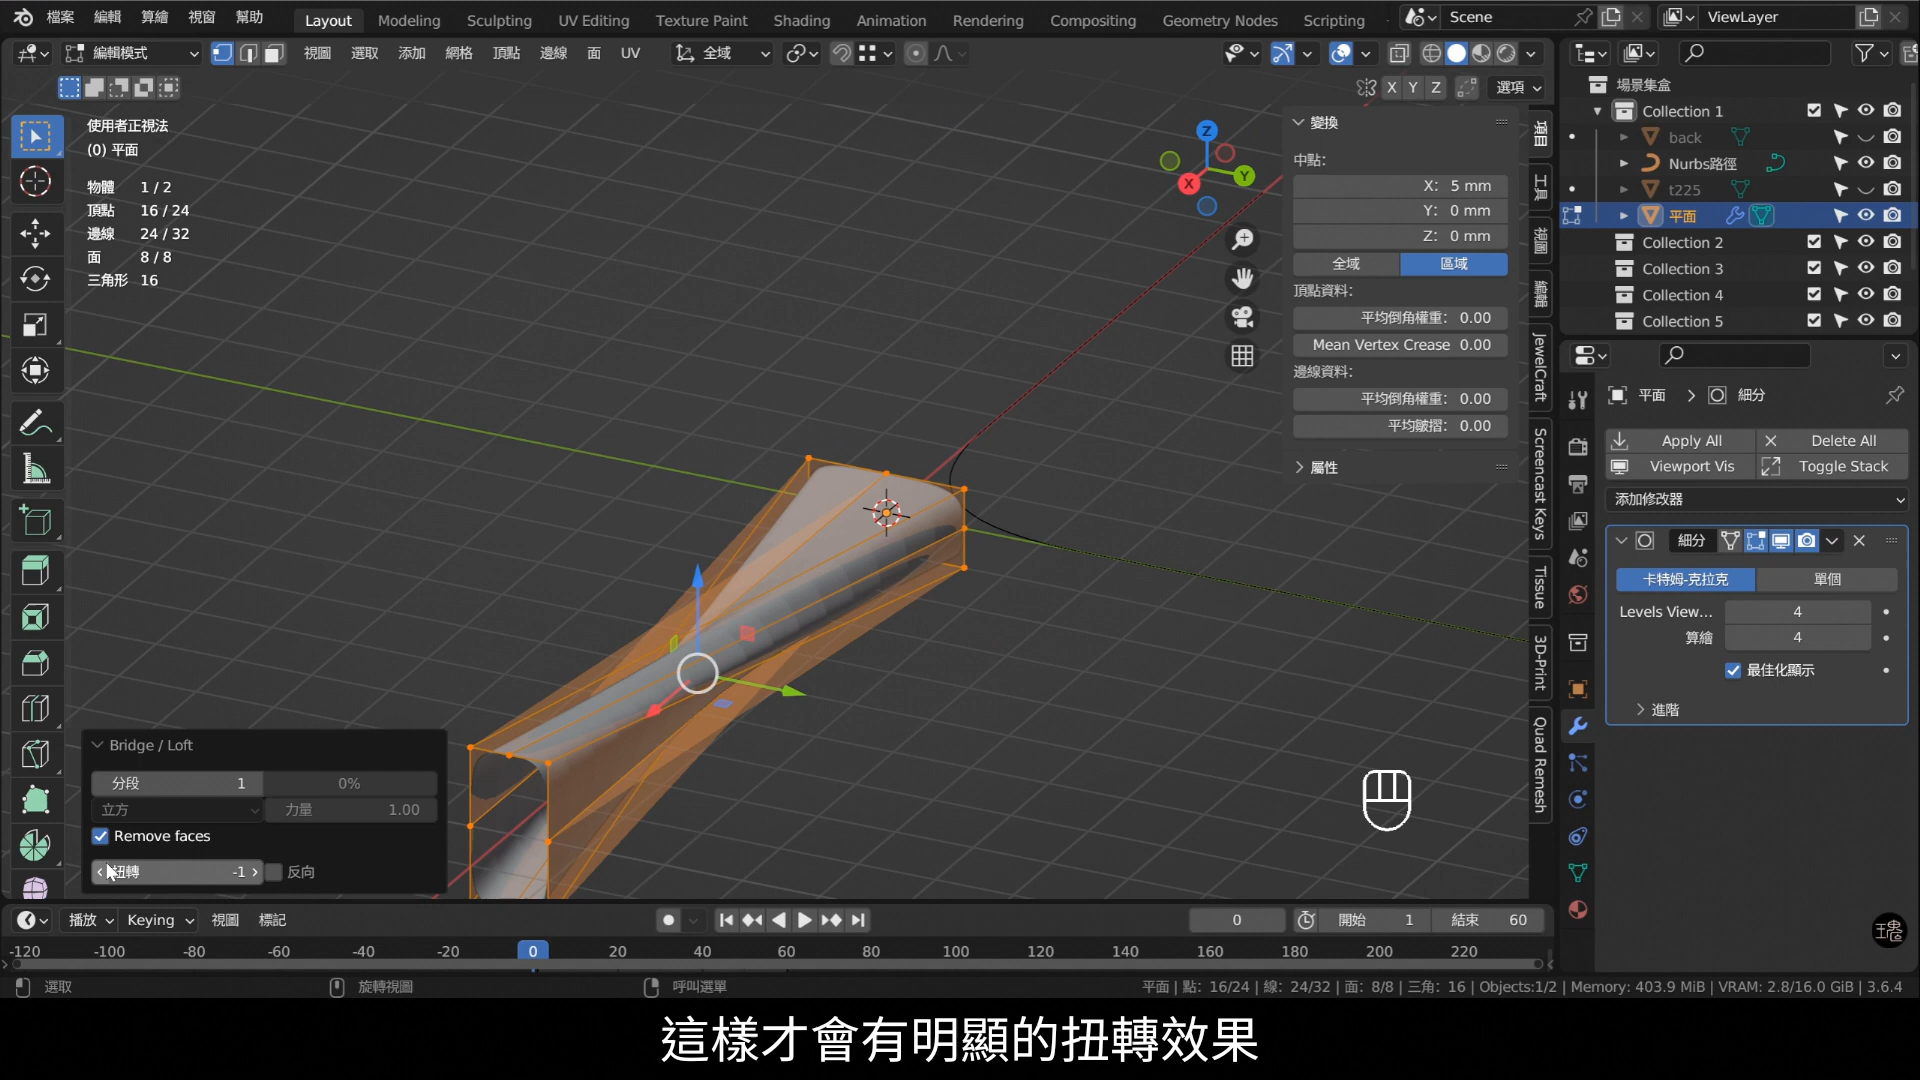 檔案 編輯 算繪 視窗 幫助 Layout Modeling Sculpting UV Editing Texture Paint Shading Animation Rendering Compositing Geometry Nodes Scripting Scene ViewLayer
編輯模式 視圖 選取 添加 網格 頂點 邊線 面 UV 全域
X Y Z 選項
使用者正視法
(0) 平面
物體 1 / 2
頂點 16 / 24
邊線 24 / 32
面 8 / 8
三角形 16
Z
Y
X
變換
中點:
X: 5 mm
Y: 0 mm
Z: 0 mm
全域 區域
頂點資料:
平均倒角權重: 0.00
Mean Vertex Crease 0.00
邊線資料:
平均倒角權重: 0.00
平均皺摺: 0.00
屬性
項目
工具
視圖
編輯
JewelCraft
Screencast Keys
Tissue
3D-Print
Quad Remesh
場景集盒
Collection 1
back
Nurbs路徑
t225
平面
Collection 2
Collection 3
Collection 4
Collection 5
平面 細分
Apply All Delete All
Viewport Vis Toggle Stack
添加修改器
細分
卡特姆-克拉克 單個
Levels View... 4
算繪 4
最佳化顯示
進階
Bridge / Loft
分段 1 0%
立方 力量 1.00
Remove faces
扭轉 -1 反向
播放 Keying 視圖 標記 0 開始 1 結束 60
-120 -100 -80 -60 -40 -20 0 20 40 60 80 100 120 140 160 180 200 220
選取 旋轉視圖 呼叫選單 平面 | 點: 16/24 | 線: 24/32 | 面: 8/8 | 三角: 16 | Objects:1/2 | Memory: 403.9 MiB | VRAM: 2.8/16.0 GiB | 3.6.4
這樣才會有明顯的扭轉效果